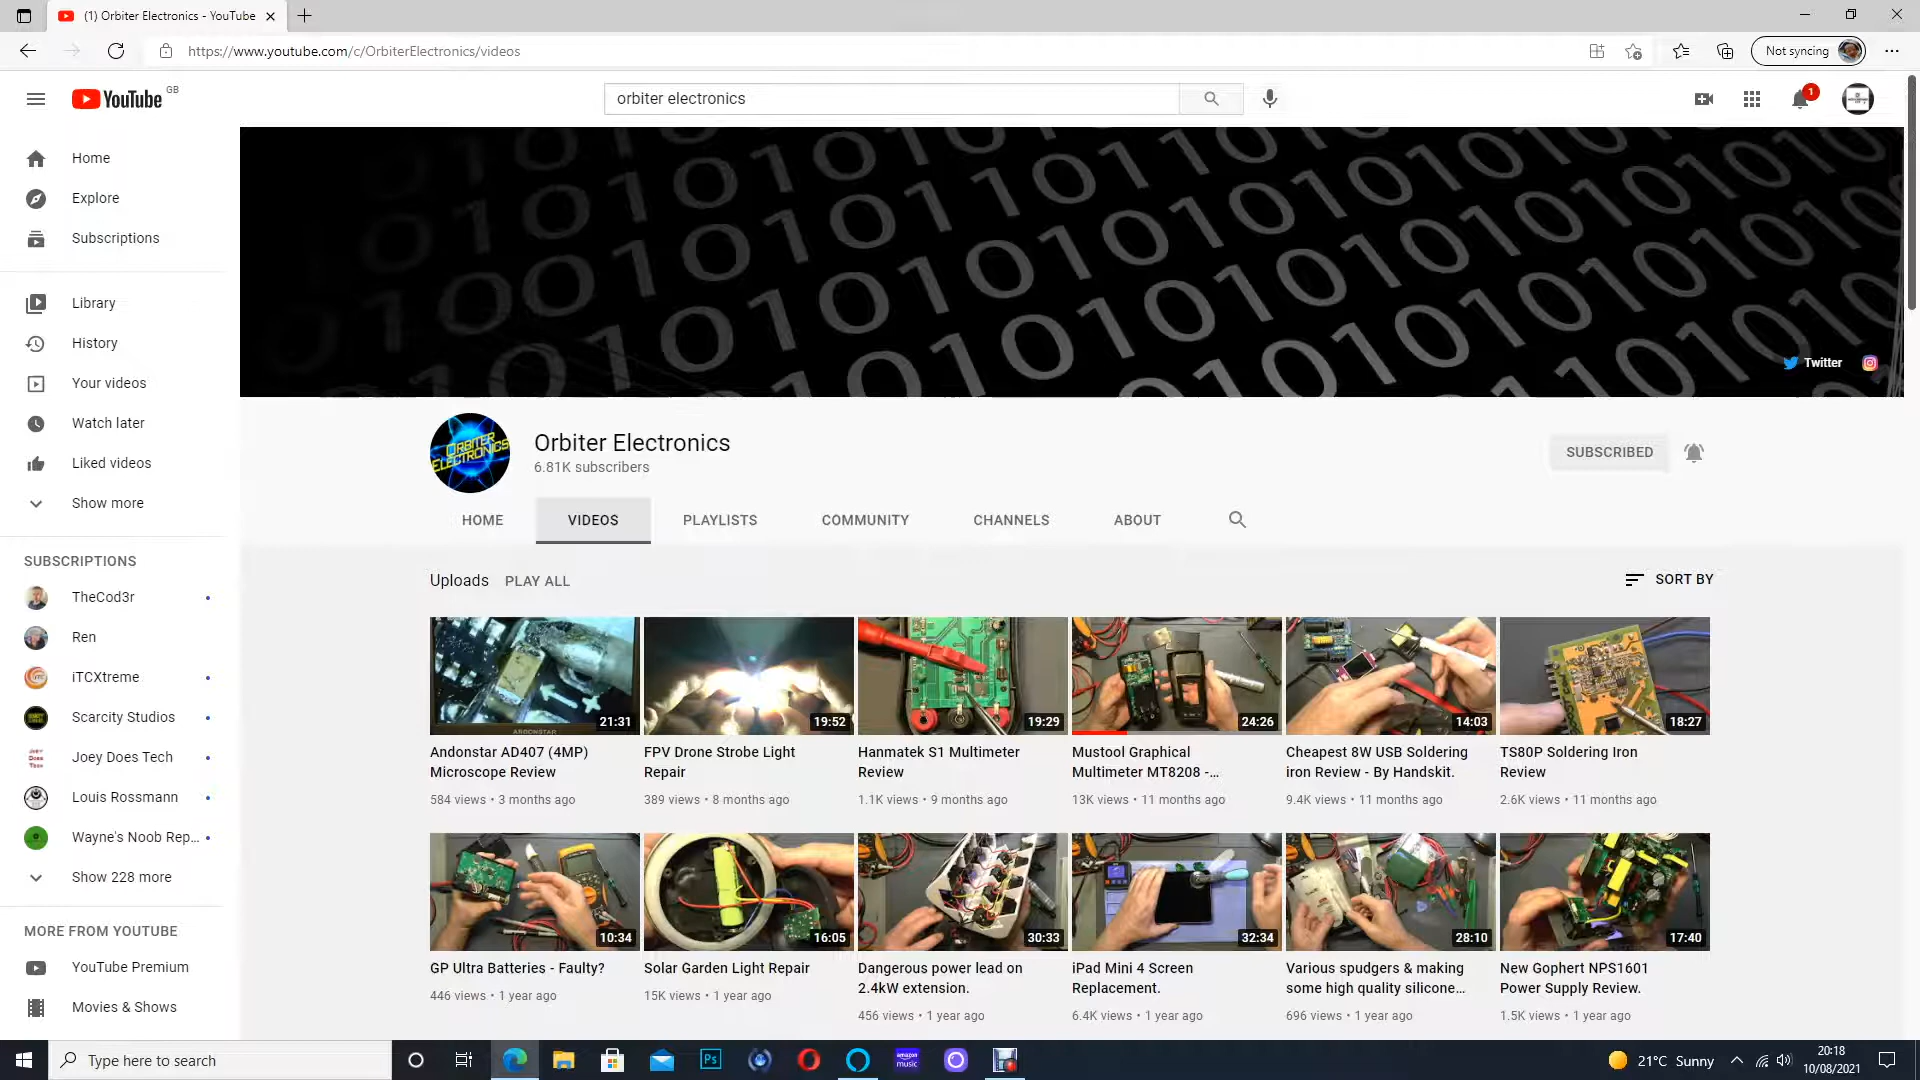 (1) Orbiter Electronics - YouTube
https://www.youtube.com/c/OrbiterElectronics/videos
Not syncing
YouTube GB
orbiter electronics
1
Home
Explore
Subscriptions
Library
History
Your videos
Watch later
Liked videos
Show more
SUBSCRIPTIONS
TheCod3r
Ren
iTCXtreme
Scarcity Studios
Joey Does Tech
Louis Rossmann
Wayne's Noob Rep...
Show 228 more
MORE FROM YOUTUBE
YouTube Premium
Movies & Shows
Twitter
ORBITER ELECTRONICS
Orbiter Electronics
6.81K subscribers
SUBSCRIBED
HOME VIDEOS PLAYLISTS COMMUNITY CHANNELS ABOUT
Uploads PLAY ALL
SORT BY
ANDONSTAR
21:31
Andonstar AD407 (4MP)
Microscope Review
584 views • 3 months ago
19:52
FPV Drone Strobe Light
Repair
389 views • 8 months ago
19:29
Hanmatek S1 Multimeter
Review
1.1K views • 9 months ago
24:26
Mustool Graphical
Multimeter MT8208 -...
13K views • 11 months ago
14:03
Cheapest 8W USB Soldering
iron Review - By Handskit.
9.4K views • 11 months ago
18:27
TS80P Soldering Iron
Review
2.6K views • 11 months ago
10:34
GP Ultra Batteries - Faulty?
446 views • 1 year ago
16:05
Solar Garden Light Repair
15K views • 1 year ago
30:33
Dangerous power lead on
2.4kW extension.
456 views • 1 year ago
32:34
iPad Mini 4 Screen
Replacement.
6.4K views • 1 year ago
28:10
Various spudgers & making
some high quality silicone...
696 views • 1 year ago
17:40
New Gophert NPS1601
Power Supply Review.
1.5K views • 1 year ago
Type here to search
Ps
amazon
music
21°C Sunny
20:18
10/08/2021